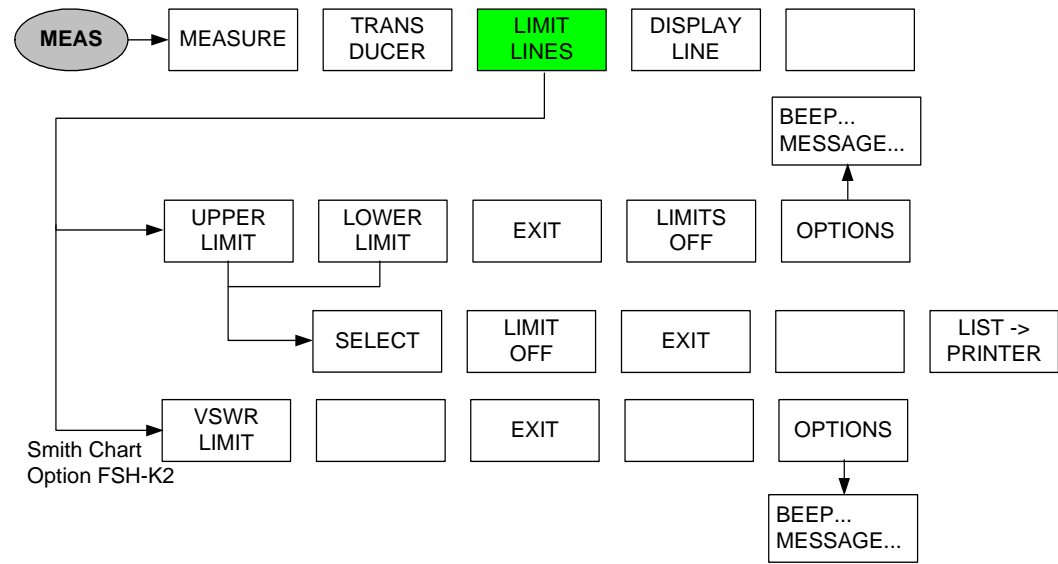 MEAS
MEASURE
TRANS
DUCER
LIMIT
LINES
DISPLAY
LINE
BEEP...
MESSAGE...
UPPER
LIMIT
LOWER
LIMIT
EXIT
LIMITS
OFF
OPTIONS
SELECT
LIMIT
OFF
EXIT
LIST ->
PRINTER
VSWR
LIMIT
EXIT
OPTIONS
Smith Chart
Option FSH-K2
BEEP...
MESSAGE...